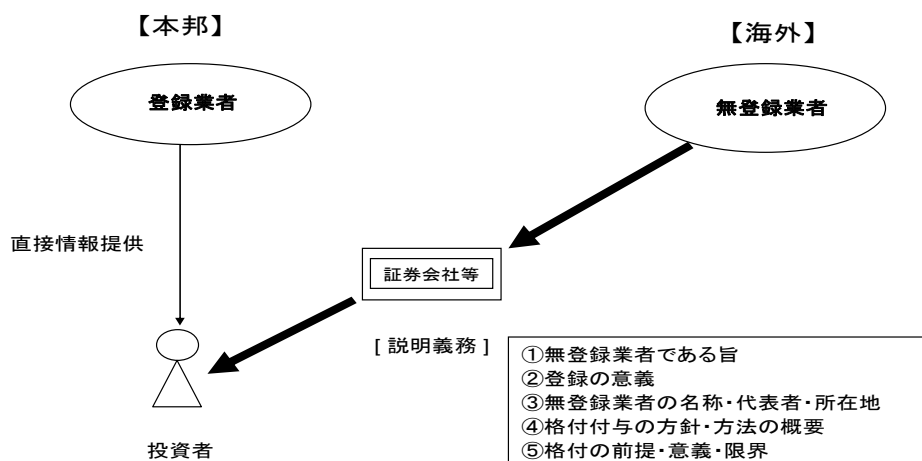 【本邦】
【海外】
登録業者
無登録業者
直接情報提供
証券会社等
[説明義務]
①無登録業者である旨
②登録の意義
③無登録業者の名称・代表者・所在地
④格付付与の方針・方法の概要
⑤格付の前提・意義・限界
投資者